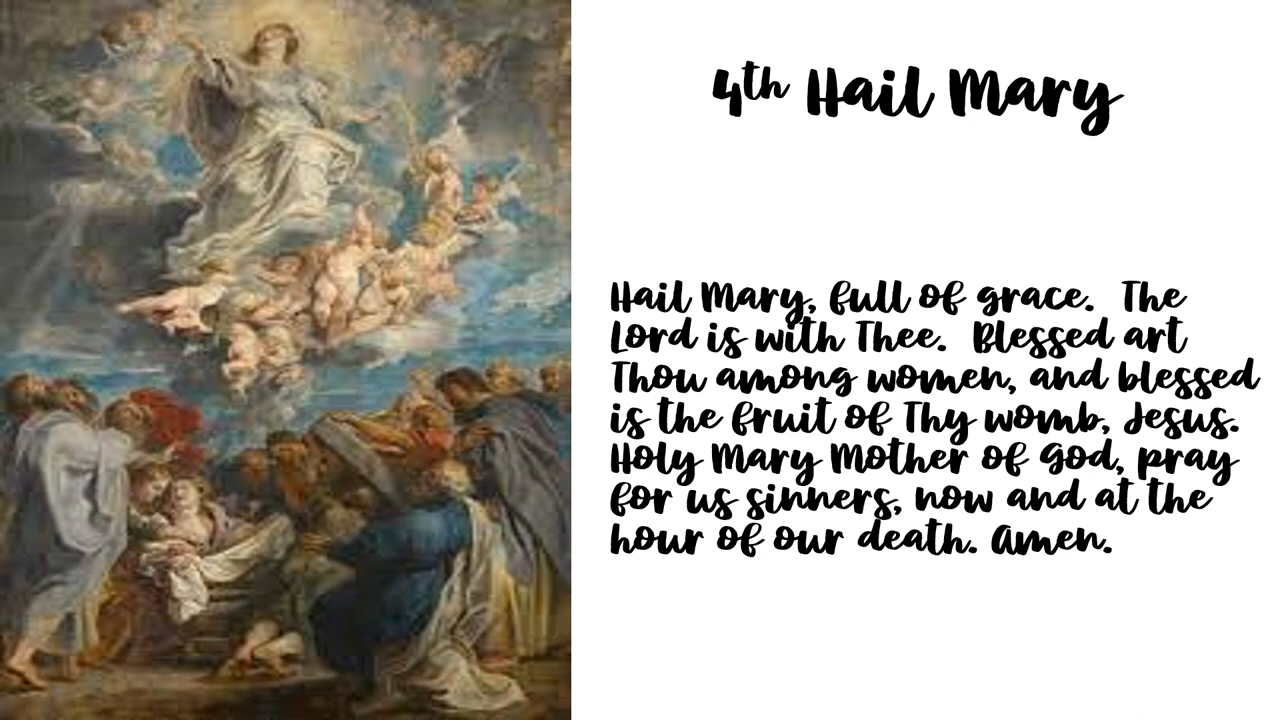 4th Hail Mary
Hail Mary, full of grace. The
Lord is with Thee. Blessed art
Thou among women, and blessed
is the fruit of Thy womb, Jesus.
Holy Mary Mother of God, pray
for us sinners, now and at the
hour of our death. Amen.